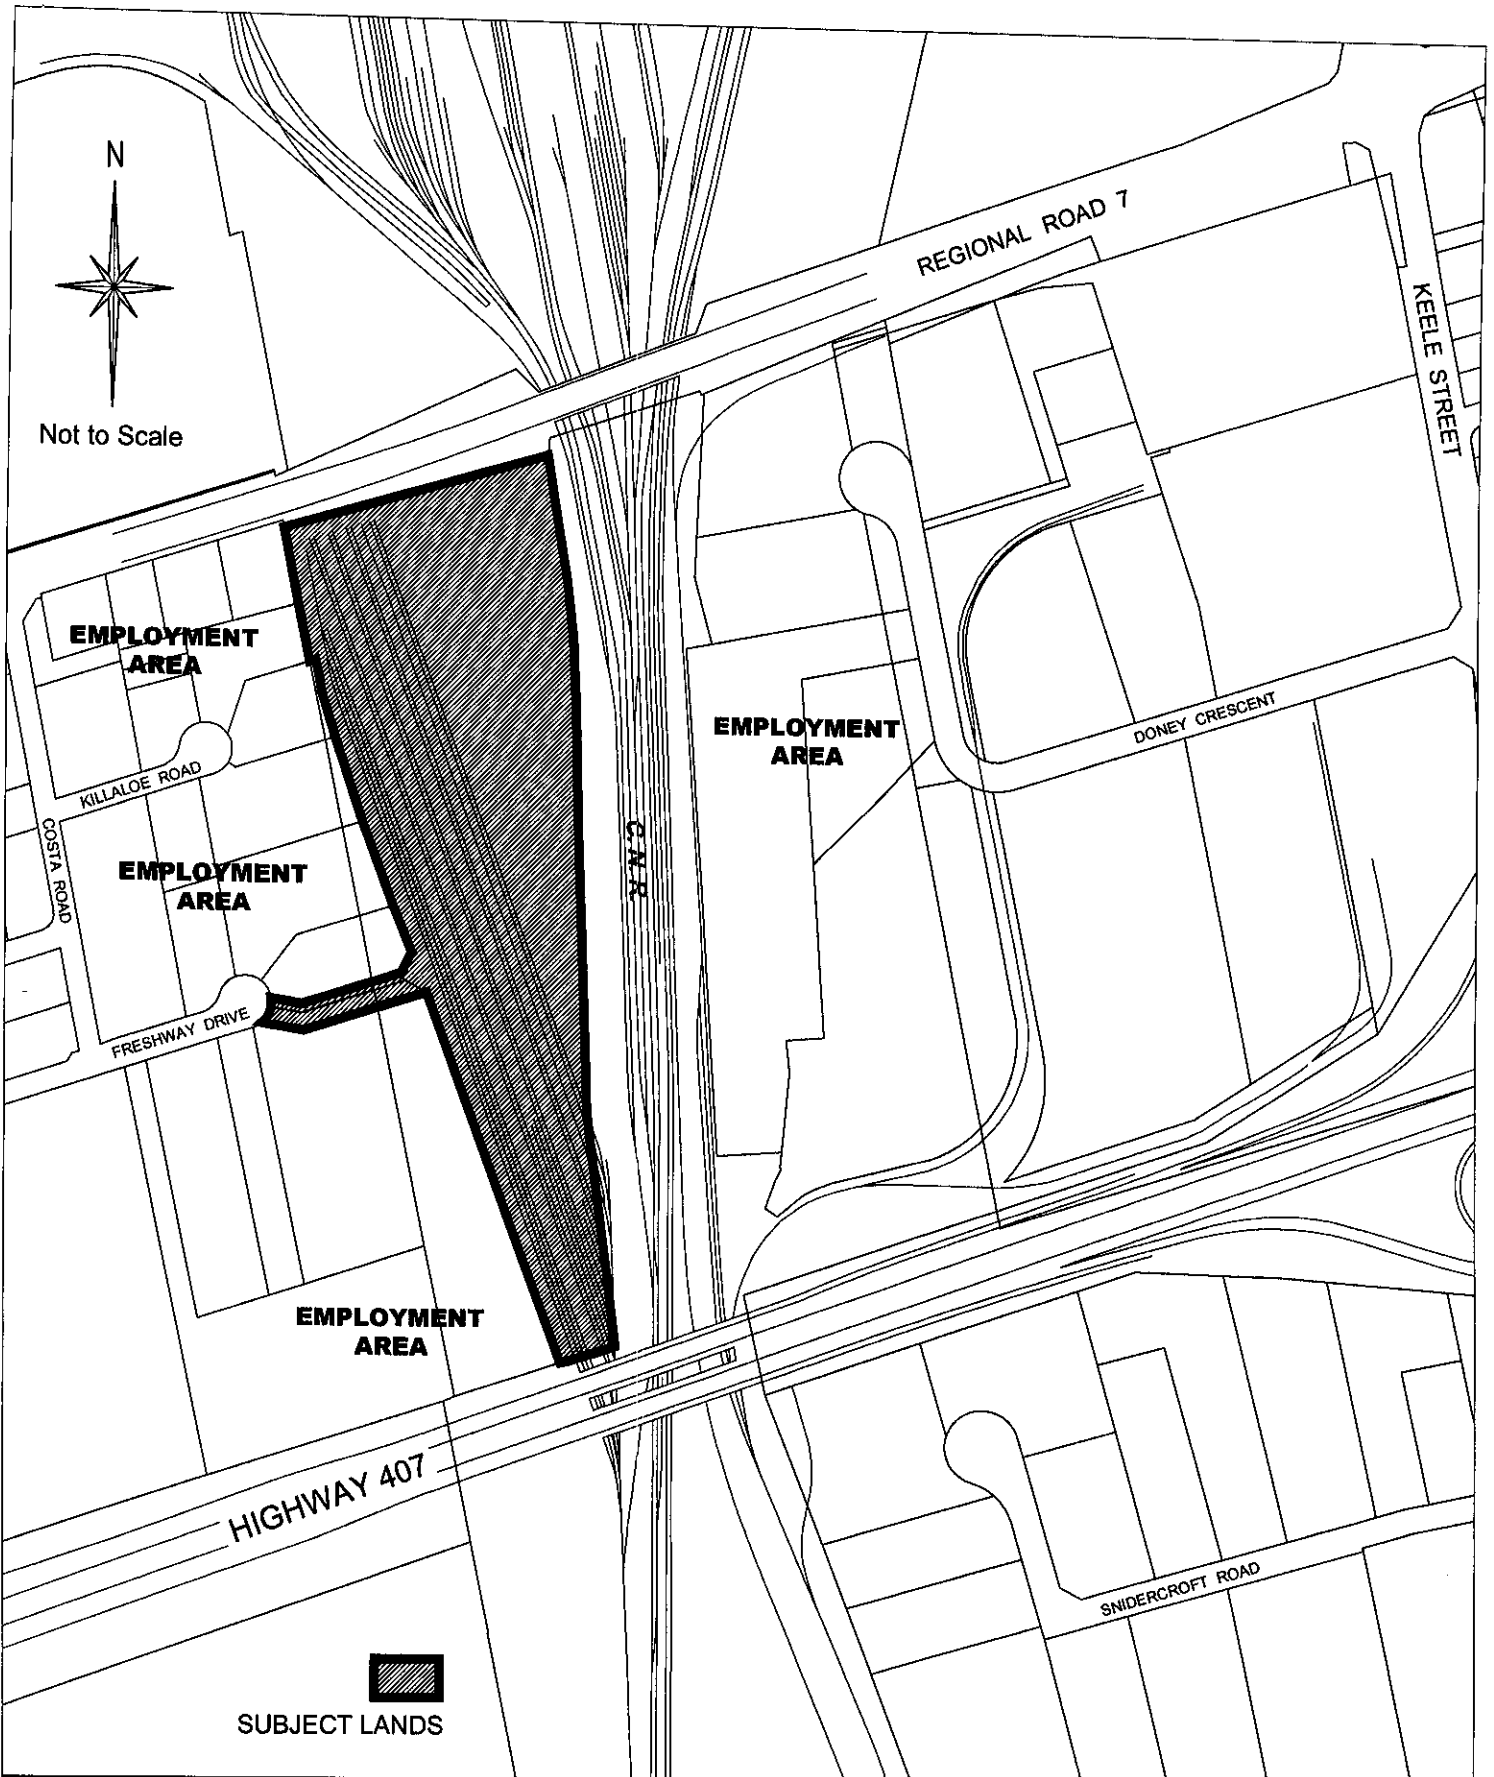 N
Not to Scale
REGIONAL ROAD 7
KEELE STREET
EMPLOYMENT
AREA
EMPLOYMENT
AREA
DONEY CRESCENT
KILLALOE ROAD
COSTA ROAD
C.N.R.
EMPLOYMENT
AREA
FRESHWAY DRIVE
EMPLOYMENT
AREA
HIGHWAY 407
SNIDERCROFT ROAD
SUBJECT LANDS